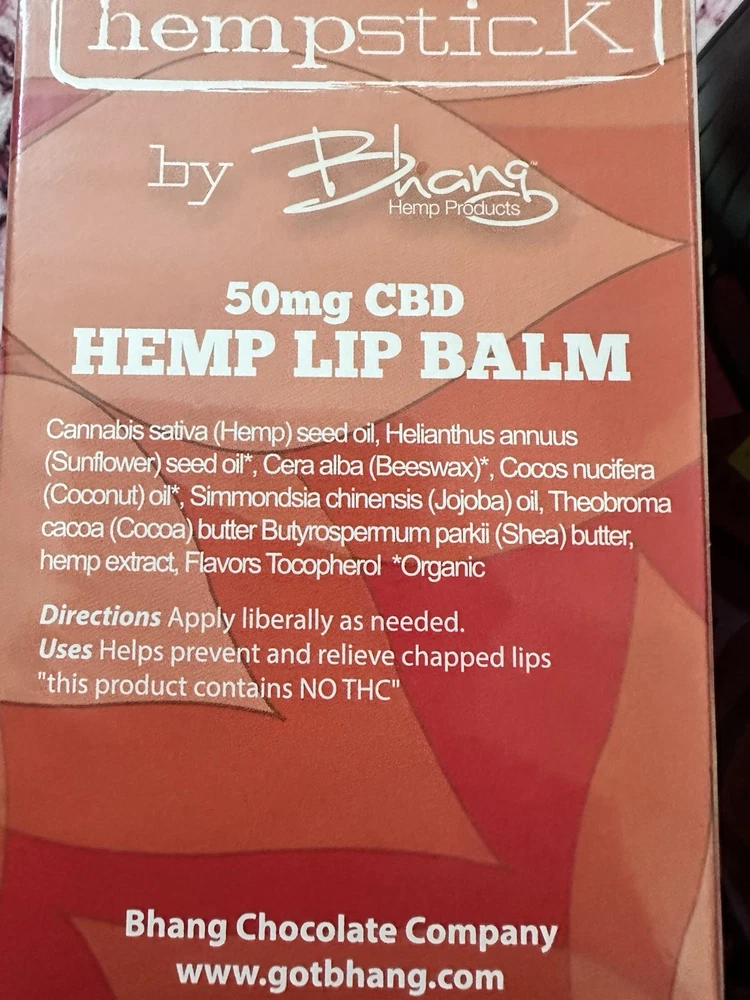 hempstick
by Bhang™
Hemp Products
50mg CBD
HEMP LIP BALM
Cannabis sativa (Hemp) seed oil, Helianthus annuus
(Sunflower) seed oil*, Cera alba (Beeswax)*, Cocos nucifera
(Coconut) oil*, Simmondsia chinensis (Jojoba) oil, Theobroma
cacoa (Cocoa) butter Butyrospermum parkii (Shea) butter,
hemp extract, Flavors Tocopherol *Organic
Directions Apply liberally as needed.
Uses Helps prevent and relieve chapped lips
"this product contains NO THC"
Bhang Chocolate Company
www.gotbhang.com